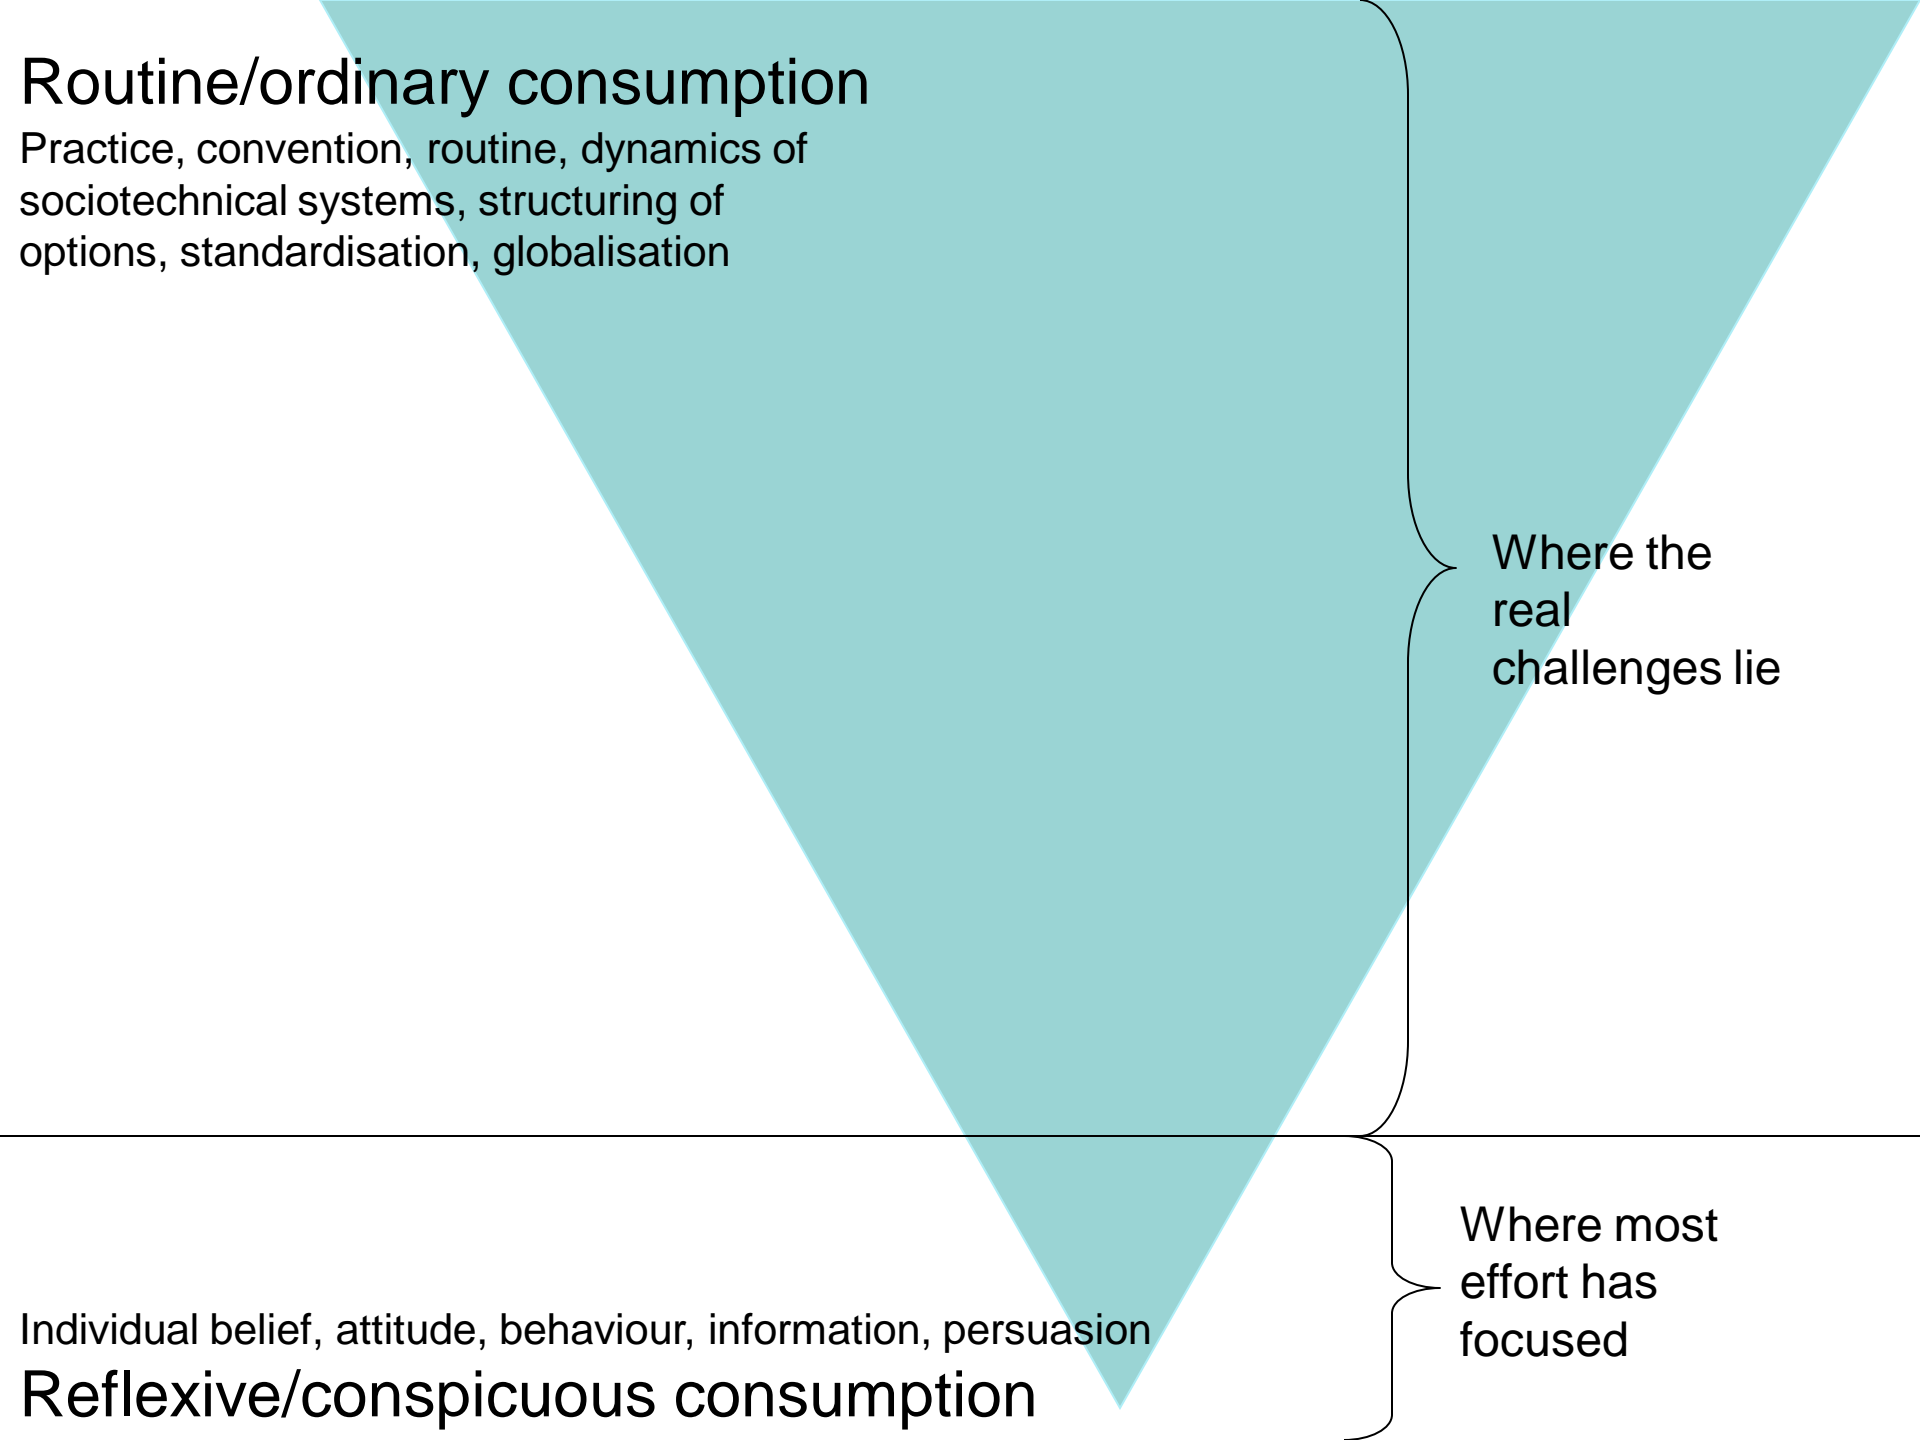 Routine/ordinary consumption
Practice, convention, routine, dynamics of
sociotechnical systems, structuring of
options, standardisation, globalisation
Where the
real
challenges lie
Where most
effort has
focused
Individual belief, attitude, behaviour, information, persuasion
Reflexive/conspicuous consumption